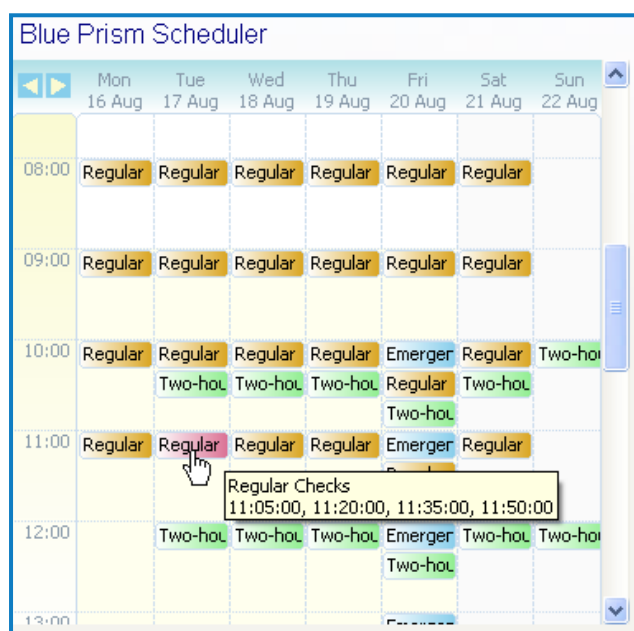 Blue Prism Scheduler
Mon Tue Wed Thu Fri Sat Sun
16 Aug 17 Aug 18 Aug 19 Aug 20 Aug 21 Aug 22 Aug
08:00 Regular Regular Regular Regular Regular Regular
09:00 Regular Regular Regular Regular Regular Regular
10:00 Regular Regular Regular Regular Emerger Regular Two-hou
Two-hou Two-hou Two-hou Regular Two-hou
Two-hou
11:00 Regular Regular Regular Regular Emerger Regular
Regular Checks
11:05:00, 11:20:00, 11:35:00, 11:50:00
12:00 Two-hou Two-hou Two-hou Emerger Two-hou Two-hou
Two-hou
13:00